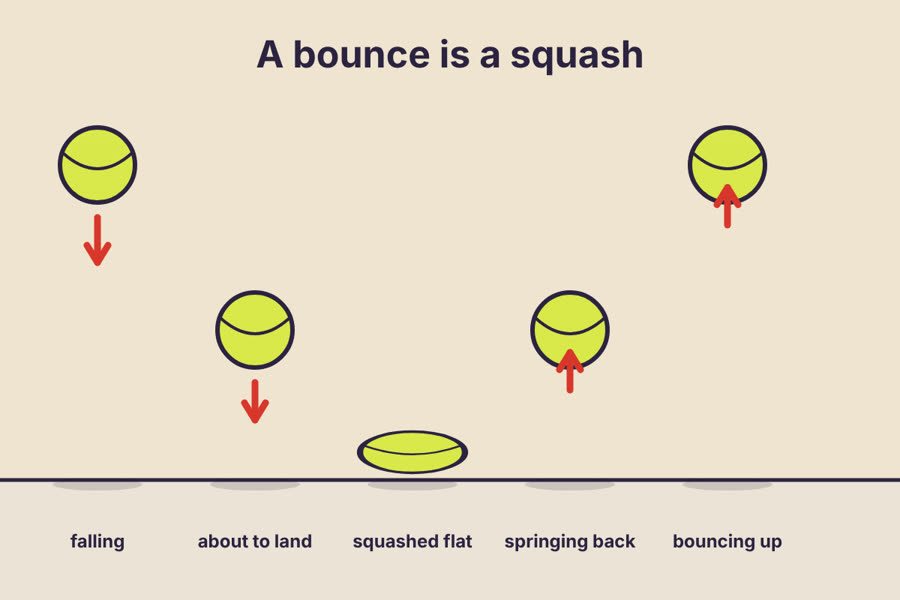 A bounce is a squash
falling
about to land
squashed flat
springing back
bouncing up